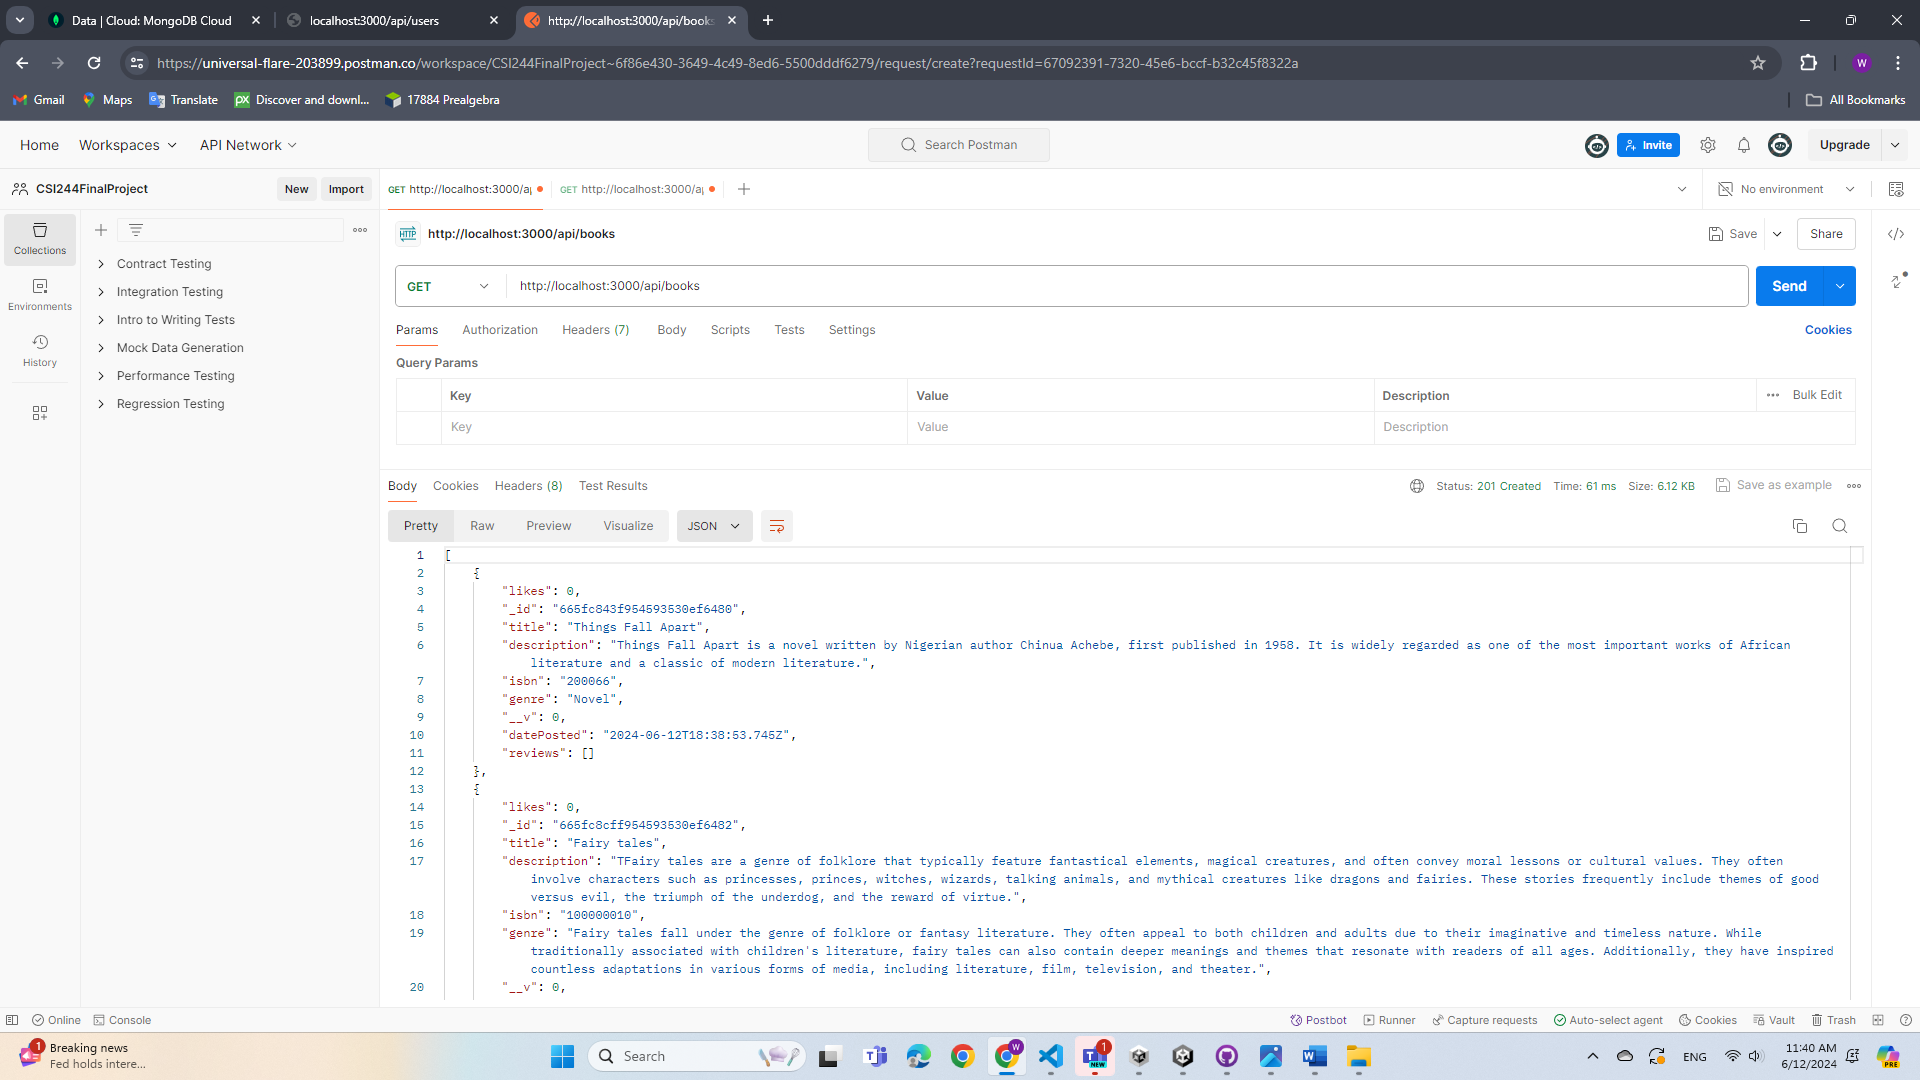 Data | Cloud: MongoDB Cloud
localhost:3000/api/users
http://localhost:3000/api/books
https://universal-flare-203899.postman.co/workspace/CSI244FinalProject~6f86e430-3649-4c49-8ed6-5500dddf6279/request/create?requestId=67092391-7320-45e6-bccf-b32c45f8322a
W
Gmail
Maps
Translate
Discover and downl...
17884 Prealgebra
All Bookmarks
Home
Workspaces
API Network
Search Postman
Invite
Upgrade
CSI244FinalProject
New
Import
GET http://localhost:3000/a
GET http://localhost:3000/a
No environment
Collections
Environments
History
Contract Testing
Integration Testing
Intro to Writing Tests
Mock Data Generation
Performance Testing
Regression Testing
HTTP
http://localhost:3000/api/books
Save
Share
GET
http://localhost:3000/api/books
Send
Params
Authorization
Headers (7)
Body
Scripts
Tests
Settings
Cookies
Query Params
Key
Value
Description
Bulk Edit
Key
Value
Description
Body
Cookies
Headers (8)
Test Results
Status: 201 Created
Time: 61 ms
Size: 6.12 KB
Save as example
Pretty
Raw
Preview
Visualize
JSON
1 [
2 {
3 "likes": 0,
4 "_id": "665fc843f954593530ef6480",
5 "title": "Things Fall Apart",
6 "description": "Things Fall Apart is a novel written by Nigerian author Chinua Achebe, first published in 1958. It is widely regarded as one of the most important works of African
literature and a classic of modern literature.",
7 "isbn": "200066",
8 "genre": "Novel",
9 "__v": 0,
10 "datePosted": "2024-06-12T18:38:53.745Z",
11 "reviews": []
12 },
13 {
14 "likes": 0,
15 "_id": "665fc8cff954593530ef6482",
16 "title": "Fairy tales",
17 "description": "TFairy tales are a genre of folklore that typically feature fantastical elements, magical creatures, and often convey moral lessons or cultural values. They often
involve characters such as princesses, princes, witches, wizards, talking animals, and mythical creatures like dragons and fairies. These stories frequently include themes of good
versus evil, the triumph of the underdog, and the reward of virtue.",
18 "isbn": "100000010",
19 "genre": "Fairy tales fall under the genre of folklore or fantasy literature. They often appeal to both children and adults due to their imaginative and timeless nature. While
traditionally associated with children's literature, fairy tales can also contain deeper meanings and themes that resonate with readers of all ages. Additionally, they have inspired
countless adaptations in various forms of media, including literature, film, television, and theater.",
20 "__v": 0,
Online
Console
Postbot
Runner
Capture requests
Auto-select agent
Cookies
Vault
Trash
1
Breaking news
Fed holds intere...
Search
W
1
NEW
ENG
11:40 AM
6/12/2024
PRE